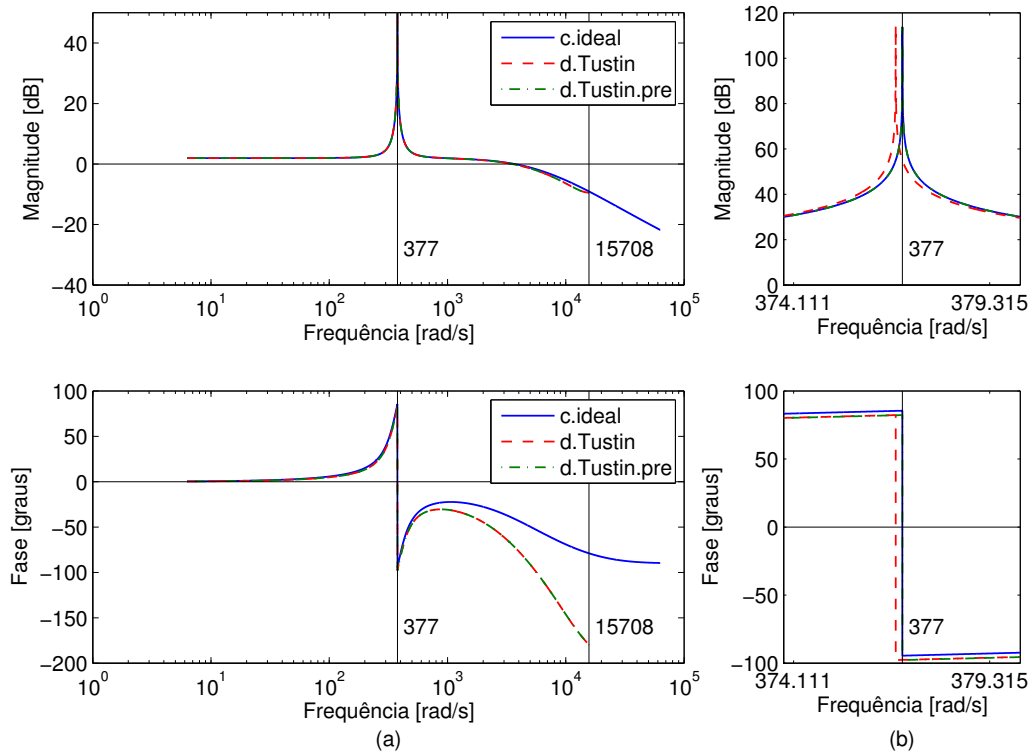 40
20
0
−20
−40
Magnitude [dB]
c.ideal
d.Tustin
d.Tustin.pre
377
15708
10^0
10^1
10^2
10^3
10^4
10^5
Frequência [rad/s]
120
100
80
60
40
20
0
Magnitude [dB]
377
374.111
379.315
Frequência [rad/s]
100
50
0
−50
−100
−150
−200
Fase [graus]
c.ideal
d.Tustin
d.Tustin.pre
377
15708
10^0
10^1
10^2
10^3
10^4
10^5
Frequência [rad/s]
(a)
100
50
0
−50
−100
Fase [graus]
377
374.111
379.315
Frequência [rad/s]
(b)